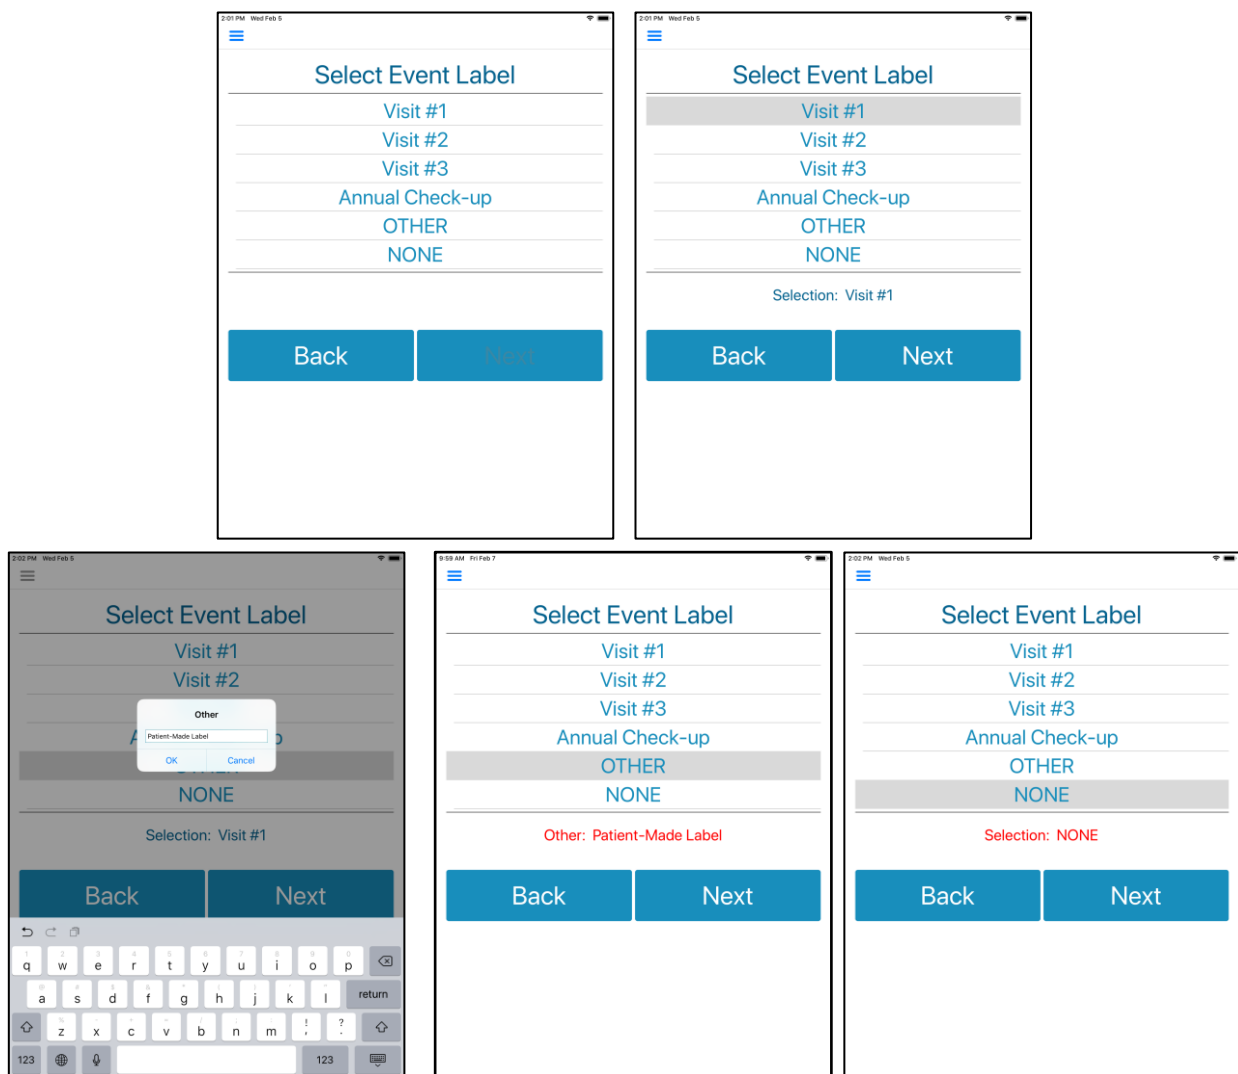 2:01 PM Wed Feb 5
Select Event Label
Visit #1
Visit #2
Visit #3
Annual Check-up
OTHER
NONE
Back Next
2:01 PM Wed Feb 5
Select Event Label
Visit #1
Visit #2
Visit #3
Annual Check-up
OTHER
NONE
Selection: Visit #1
Back Next
2:02 PM Wed Feb 5
Select Event Label
Visit #1
Visit #2
Other
Patient-Made Label
OK Cancel
NONE
Selection: Visit #1
Back Next
q w e r t y u i o p
a s d f g h j k l return
z x c v b n m ! , ? .
123 123
9:59 AM Fri Feb 7
Select Event Label
Visit #1
Visit #2
Visit #3
Annual Check-up
OTHER
NONE
Other: Patient-Made Label
Back Next
2:02 PM Wed Feb 5
Select Event Label
Visit #1
Visit #2
Visit #3
Annual Check-up
OTHER
NONE
Selection: NONE
Back Next